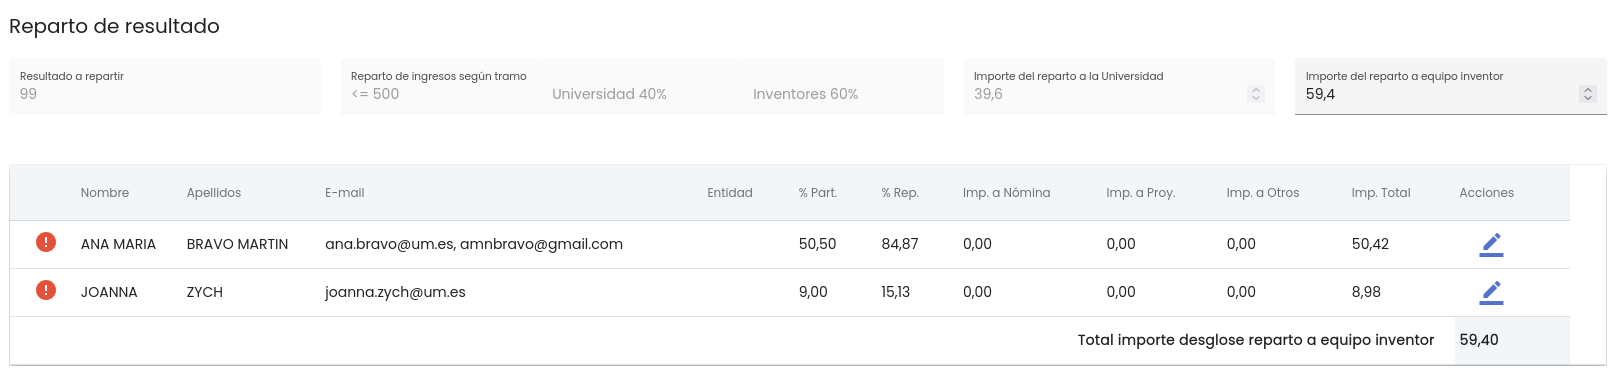 Reparto de resultado
Resultado a repartir
99
Reparto de ingresos según tramo
<= 500 Universidad 40% Inventores 60%
Importe del reparto a la Universidad
39,6
Importe del reparto a equipo inventor
59,4
Nombre Apellidos E-mail Entidad % Part. % Rep. Imp. a Nómina Imp. a Proy. Imp. a Otros Imp. Total Acciones
ANA MARIA BRAVO MARTIN ana.bravo@um.es, amnbravo@gmail.com 50,50 84,87 0,00 0,00 0,00 50,42
JOANNA ZYCH joanna.zych@um.es 9,00 15,13 0,00 0,00 0,00 8,98
Total importe desglose reparto a equipo inventor 59,40